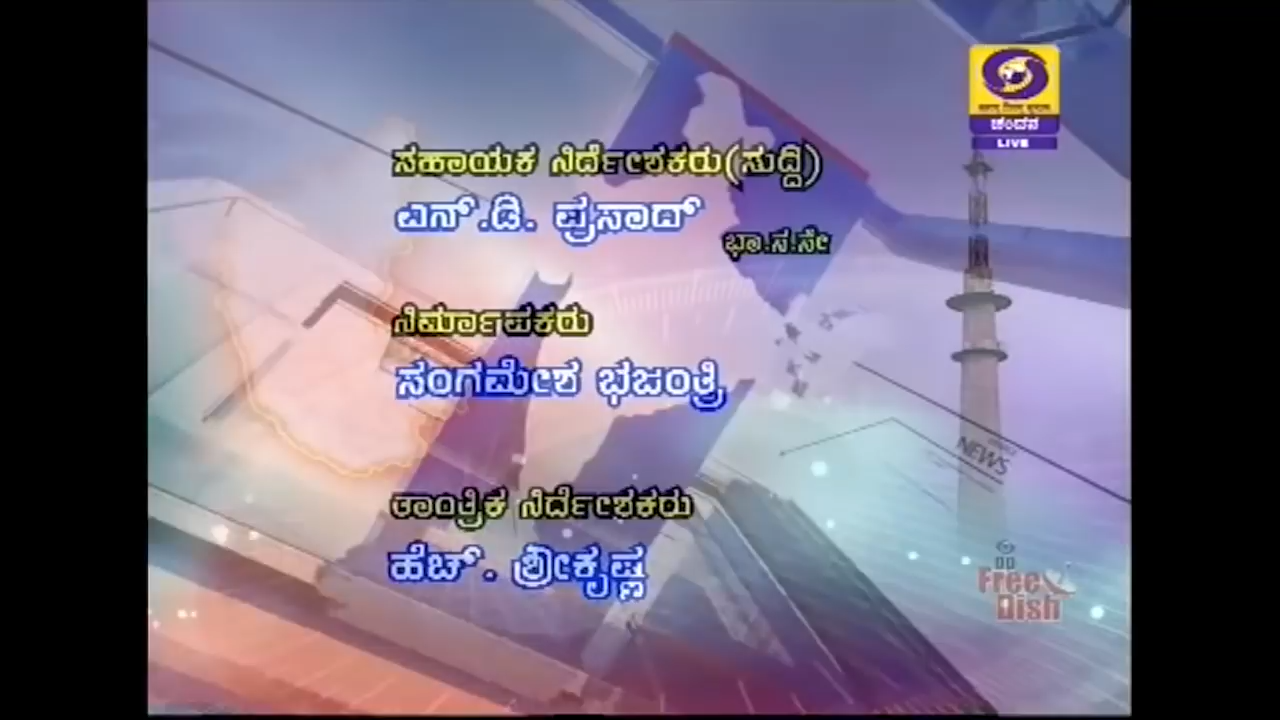 ಸಹಾಯಕ ನಿರ್ದೇಶಕರು(ಸುದ್ದಿ)
ಎನ್.ಡಿ. ಪ್ರಸಾದ್
ಭಾ.ಸ.ಸೇ
ನಿರ್ಮಾಪಕರು
ಸಂಗಮೇಶ ಭಜಂತ್ರಿ
ತಾಂತ್ರಿಕ ನಿರ್ದೇಶಕರು
ಹೆಚ್. ಶ್ರೀಕೃಷ್ಣ
ಚಂದನ
LIVE
NEWS
DD
Free
Dish